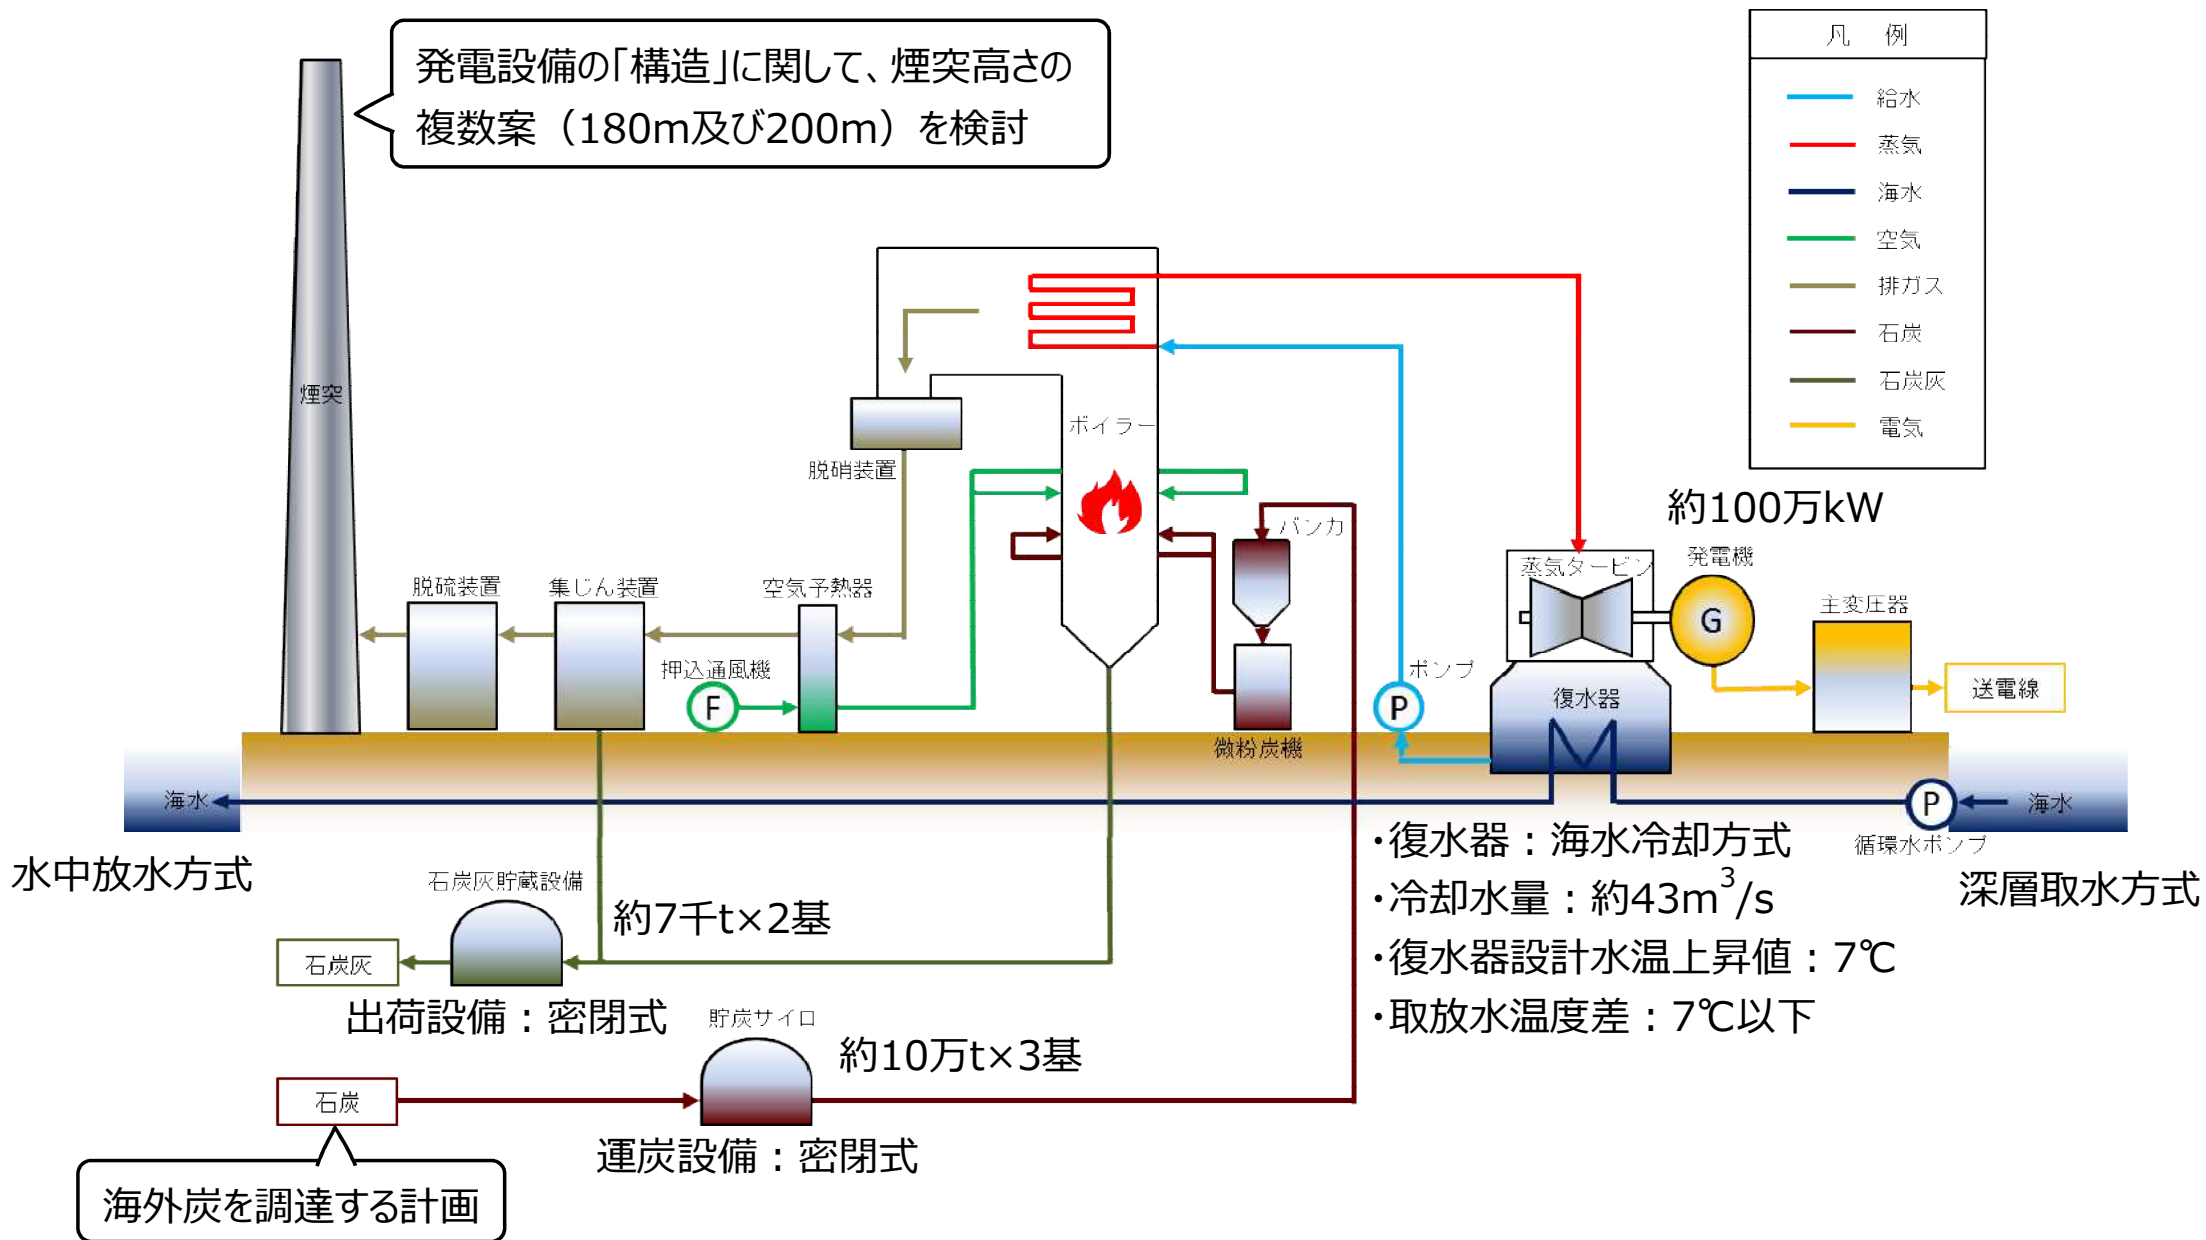 発電設備の「構造」に関して、煙突高さの
複数案（180m及び200m）を検討
凡 例
給水
蒸気
海水
空気
排ガス
石炭
石炭灰
電気
煙突
ボイラー
脱硝装置
バンカ
約100万kW
発電機
蒸気タービン
G
主変圧器
脱硫装置
集じん装置
空気予熱器
押込通風機
F
ポンプ
P
復水器
送電線
微粉炭機
海水
P
海水
循環水ポンプ
水中放水方式
深層取水方式
・復水器：海水冷却方式
・冷却水量：約43m³/s
・復水器設計水温上昇値：7℃
・取放水温度差：7℃以下
石炭灰貯蔵設備
約7千t×2基
石炭灰
出荷設備：密閉式
貯炭サイロ
約10万t×3基
石炭
運炭設備：密閉式
海外炭を調達する計画